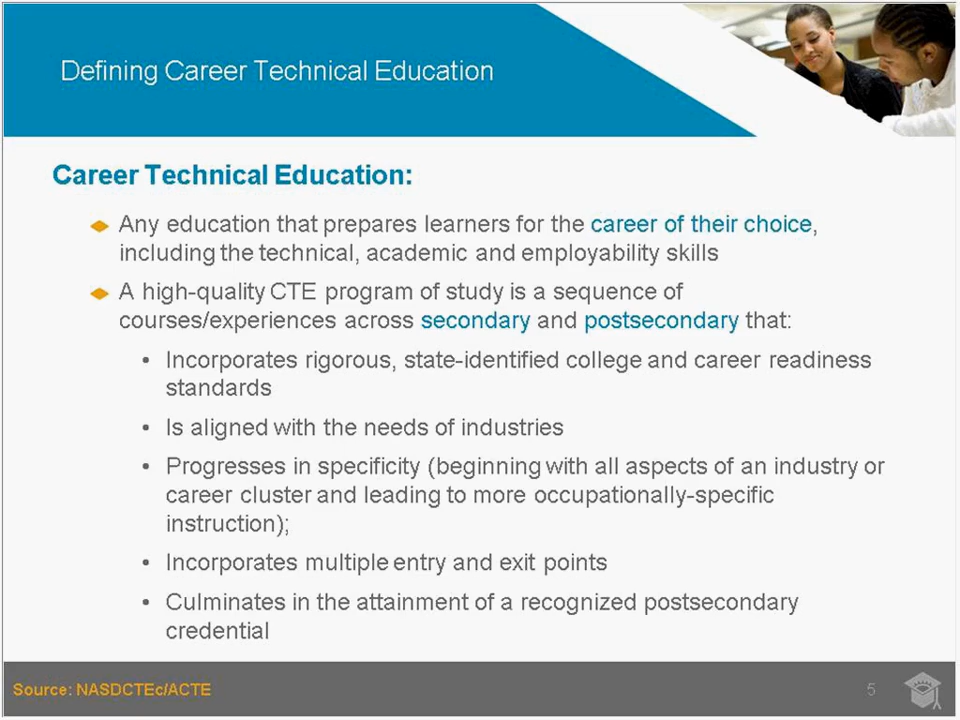 Defining Career Technical Education
Career Technical Education:
Any education that prepares learners for the career of their choice,
including the technical, academic and employability skills
A high-quality CTE program of study is a sequence of
courses/experiences across secondary and postsecondary that:
• Incorporates rigorous, state-identified college and career readiness
standards
• Is aligned with the needs of industries
• Progresses in specificity (beginning with all aspects of an industry or
career cluster and leading to more occupationally-specific
instruction);
• Incorporates multiple entry and exit points
• Culminates in the attainment of a recognized postsecondary
credential
Source: NASDCTEc/ACTE
5